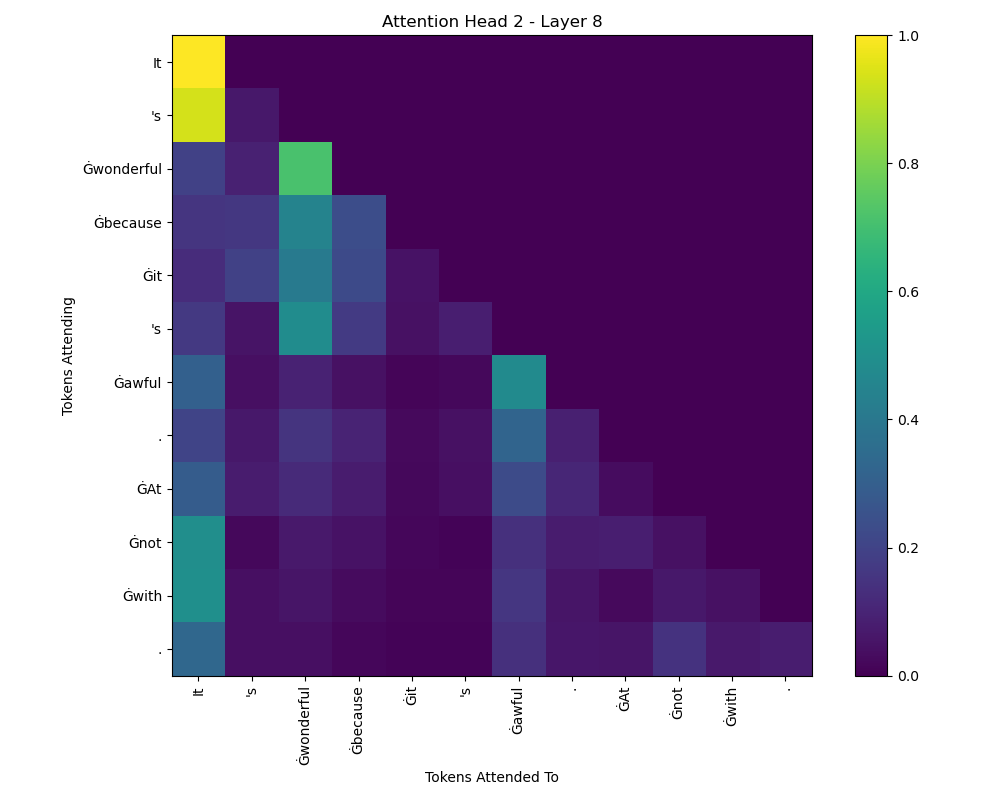 Attention Head 2 - Layer 8
It
's
Ġwonderful
Ġbecause
Ġit
's
Ġawful
.
ĠAt
Ġnot
Ġwith
.
Tokens Attending
It
's
Ġwonderful
Ġbecause
Ġit
's
Ġawful
.
ĠAt
Ġnot
Ġwith
.
Tokens Attended To
1.0
0.8
0.6
0.4
0.2
0.0